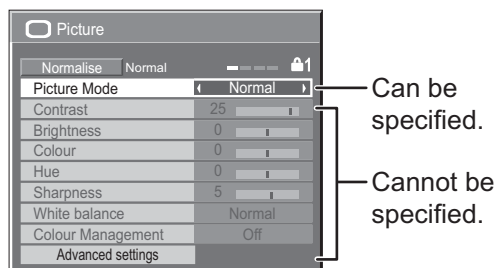 Picture
Normalise Normal 1
Picture Mode Normal
Contrast 25
Brightness 0
Colour 0
Hue 0
Sharpness 5
White balance Normal
Colour Management Off
Advanced settings
Can be
specified.
Cannot be
specified.